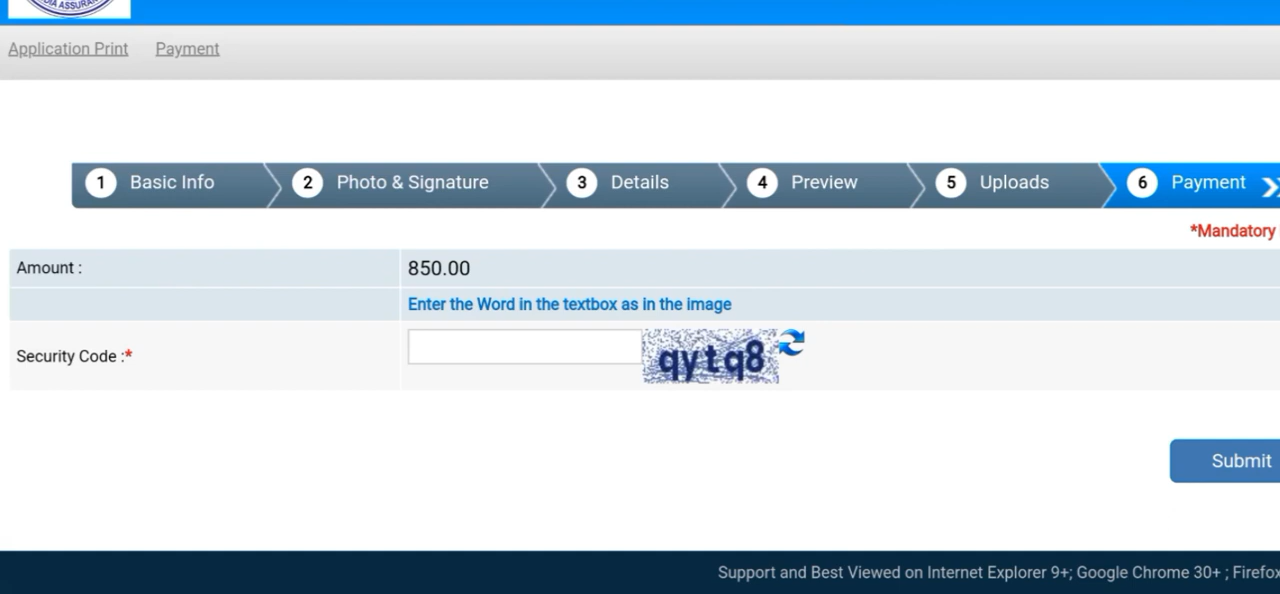 DIA ASSURAN
Application Print Payment
1 Basic Info 2 Photo & Signature 3 Details 4 Preview 5 Uploads 6 Payment
*Mandatory
Amount : 850.00
Enter the Word in the textbox as in the image
Security Code :* qytq8
Submit
Support and Best Viewed on Internet Explorer 9+; Google Chrome 30+ ; Firefox